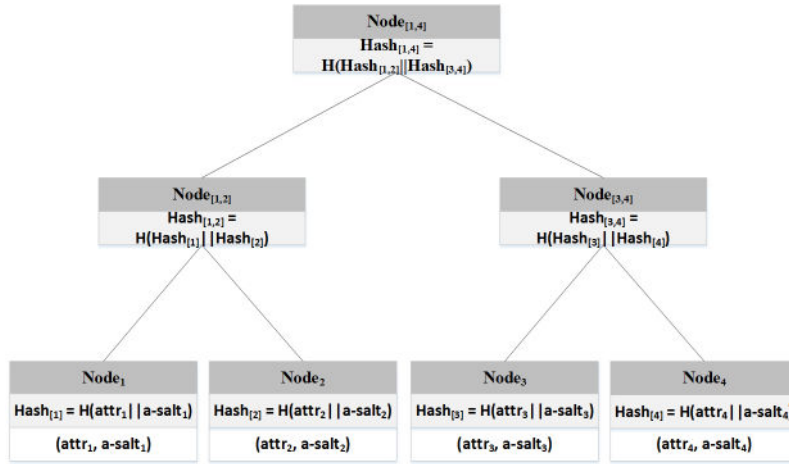 Node[1,4]
Hash[1,4] =
H(Hash[1,2]||Hash[3,4])
Node[1,2]
Hash[1,2] =
H(Hash[1]||Hash[2])
Node[3,4]
Hash[3,4] =
H(Hash[3]||Hash[4])
Node1
Hash[1] = H(attr1||a-salt1)
(attr1, a-salt1)
Node2
Hash[2] = H(attr2||a-salt2)
(attr2, a-salt2)
Node3
Hash[3] = H(attr3||a-salt3)
(attr3, a-salt3)
Node4
Hash[4] = H(attr4||a-salt4)
(attr4, a-salt4)